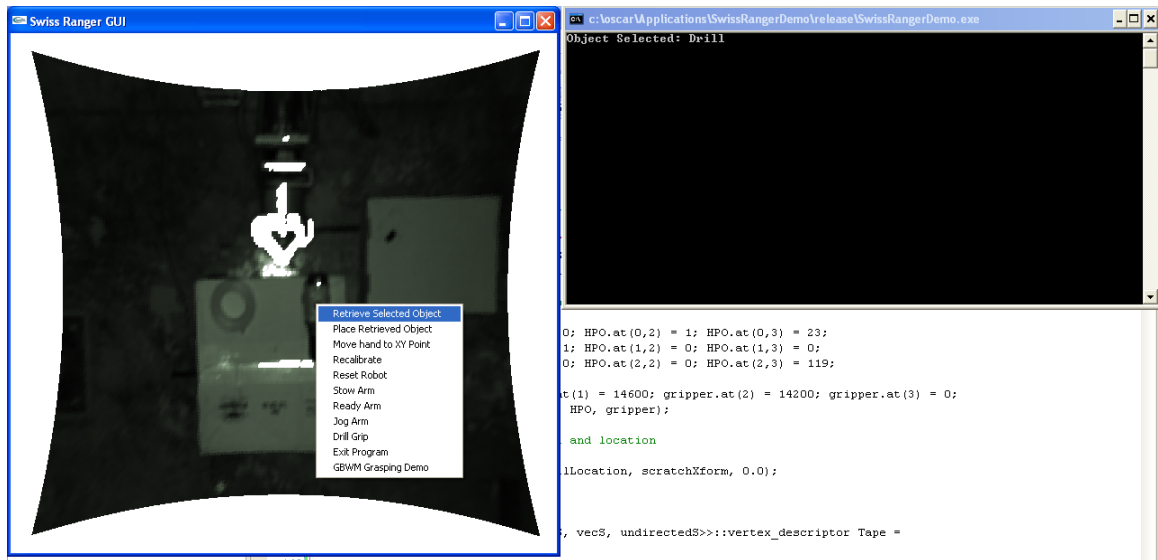 Swiss Ranger GUI
c:\oscar\Applications\SwissRangerDemo\release\SwissRangerDemo.exe
Object Selected: Drill
Retrieve Selected Object
Place Retrieved Object
Move hand to XY Point
Recalibrate
Reset Robot
Stow Arm
Ready Arm
Jog Arm
Drill Grip
Exit Program
GBWM Grasping Demo
0; HPO.at(0,2) = 1; HPO.at(0,3) = 23;
1; HPO.at(1,2) = 0; HPO.at(1,3) = 0;
0; HPO.at(2,2) = 0; HPO.at(2,3) = 119;
at(1) = 14600; gripper.at(2) = 14200; gripper.at(3) = 0;
HPO, gripper);
and location
llLocation, scratchXform, 0.0);
, vecS, undirectedS>>::vertex_descriptor Tape =